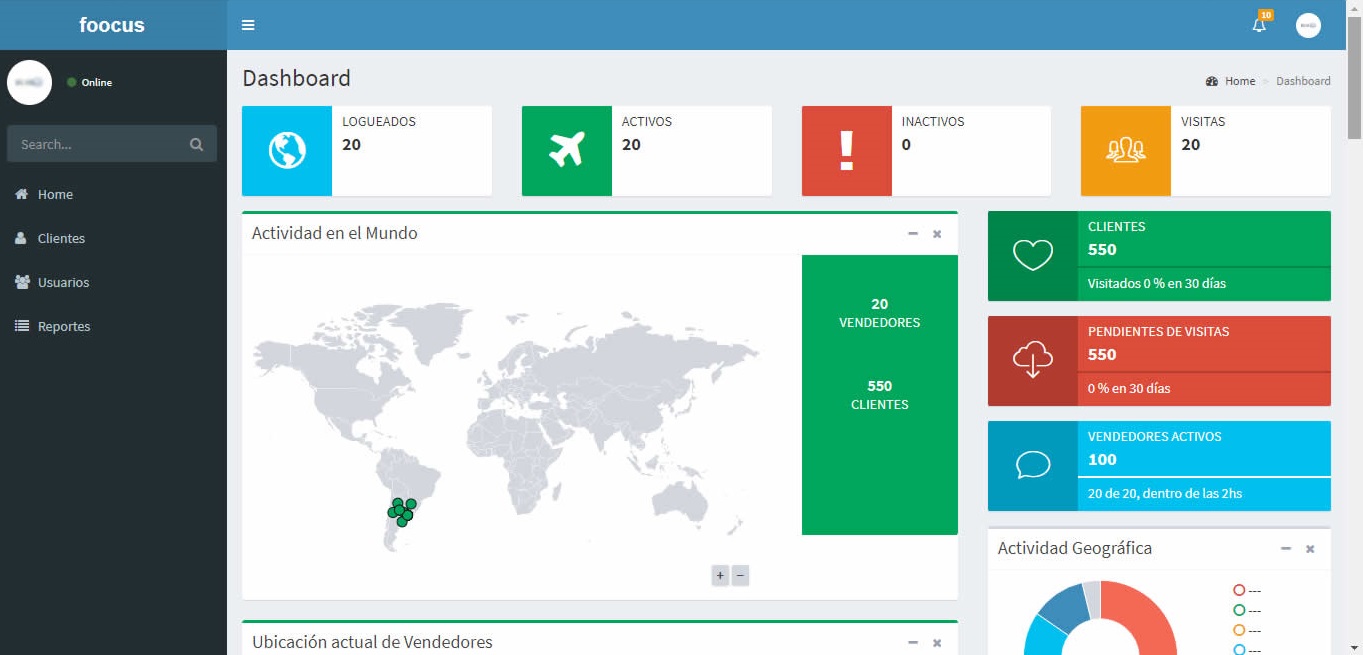 foocus
10
Online
Search...
Home
Clientes
Usuarios
Reportes
Dashboard
Home > Dashboard
LOGUEADOS
20
ACTIVOS
20
INACTIVOS
0
VISITAS
20
Actividad en el Mundo
20
VENDEDORES
550
CLIENTES
+ −
CLIENTES
550
Visitados 0 % en 30 días
PENDIENTES DE VISITAS
550
0 % en 30 días
VENDEDORES ACTIVOS
100
20 de 20, dentro de las 2hs
Actividad Geográfica
---
---
---
---
Ubicación actual de Vendedores